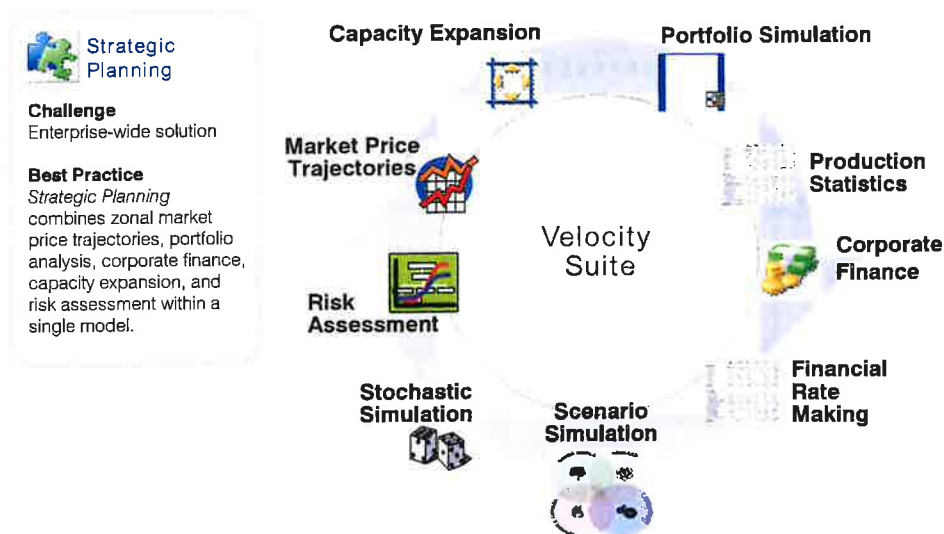 Strategic
Planning
Challenge
Enterprise-wide solution
Best Practice
Strategic Planning
combines zonal market
price trajectories, portfolio
analysis, corporate finance,
capacity expansion, and
risk assessment within a
single model.
Capacity Expansion
Portfolio Simulation
Market Price
Trajectories
Production
Statistics
Velocity
Suite
Corporate
Finance
Risk
Assessment
Financial
Rate
Making
Stochastic
Simulation
Scenario
Simulation